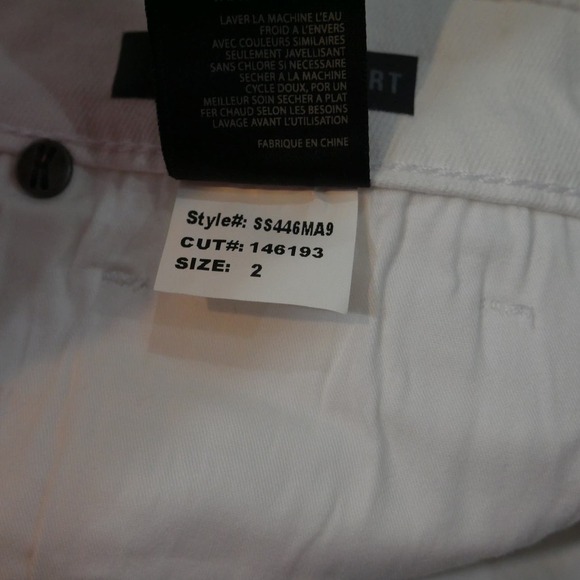 LAVER LA MACHINE L'EAU
FROID A L'ENVERS
AVEC COULEURS SIMILAIRES
SEULEMENT JAVELLISANT
SANS CHLORE SI NECESSAIRE
SECHER A LA MACHINE
CYCLE DOUX, POR UN
MEILLEUR SOIN SECHER A PLAT
FER CHAUD SELON LES BESOINS
LAVAGE AVANT L'UTILISATION
FABRIQUE EN CHINE
RT
Style#: SS446MA9
CUT#: 146193
SIZE: 2